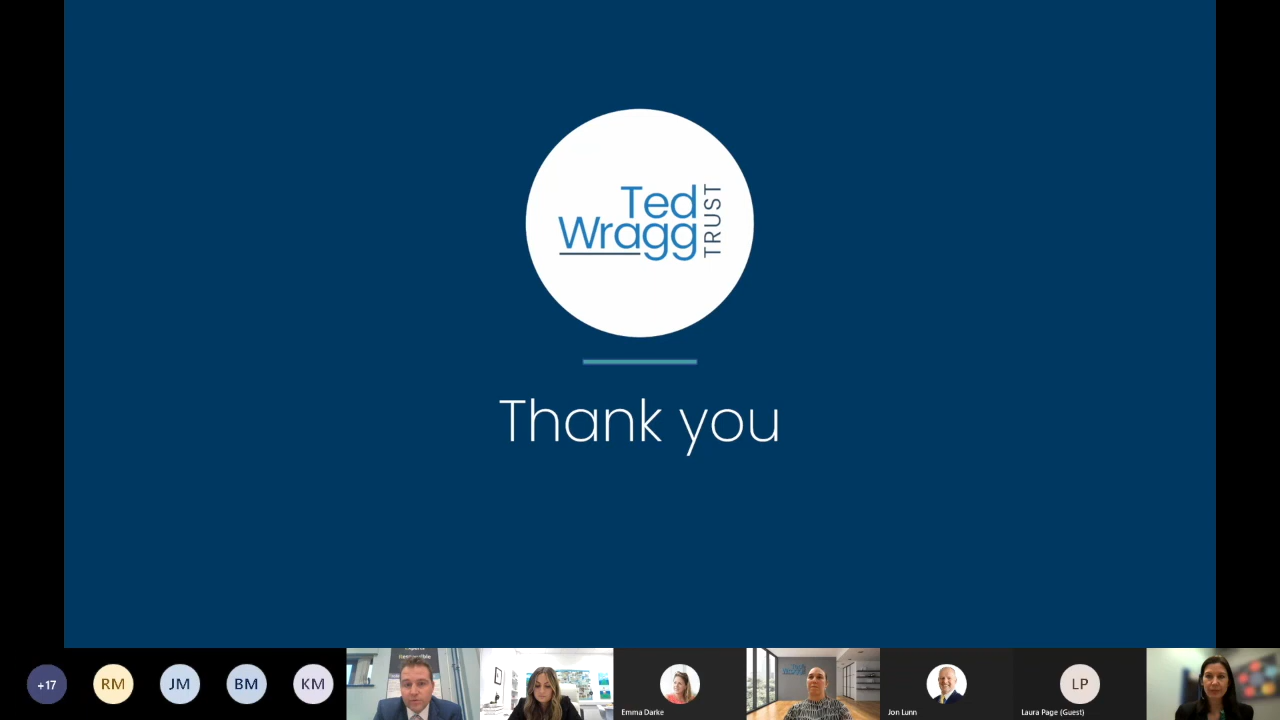 Ted
Wragg
TRUST
Thank you
+17
RM
JM
BM
KM
Emma Darke
Jon Lunn
LP
Laura Page (Guest)